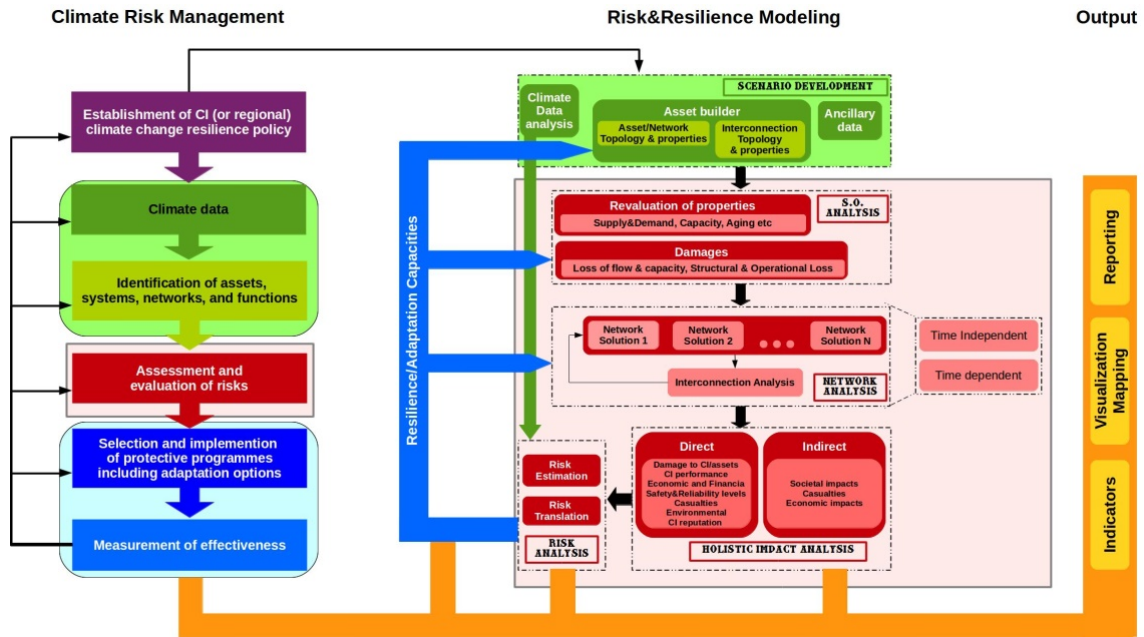 Climate Risk Management
Risk&Resilience Modeling
Output
Establishment of CI (or regional)
climate change resilience policy
Climate data
Identification of assets,
systems, networks, and functions
Assessment and
evaluation of risks
Selection and implemention
of protective programmes
including adaptation options
Measurement of effectiveness
Resilience/Adaptation Capacities
SCENARIO DEVELOPMENT
Climate
Data
analysis
Asset builder
Asset/Network
Topology & properties
Interconnection
Topology
& properties
Ancillary
data
Revaluation of properties
Supply&Demand, Capacity, Aging etc
S.O.
ANALYSIS
Damages
Loss of flow & capacity, Structural & Operational Loss
Network
Solution 1
Network
Solution 2
Network
Solution N
Interconnection Analysis
NETWORK
ANALYSIS
Time Independent
Time dependent
Risk
Estimation
Risk
Translation
RISK
ANALYSIS
Direct
Damage to CI/assets
CI performance
Economic and Financia
Safety&Reliability levels
Casualties
Environmental
CI reputation
Indirect
Societal impacts
Casualties
Economic impacts
HOLISTIC IMPACT ANALYSIS
Reporting
Visualization
Mapping
Indicators